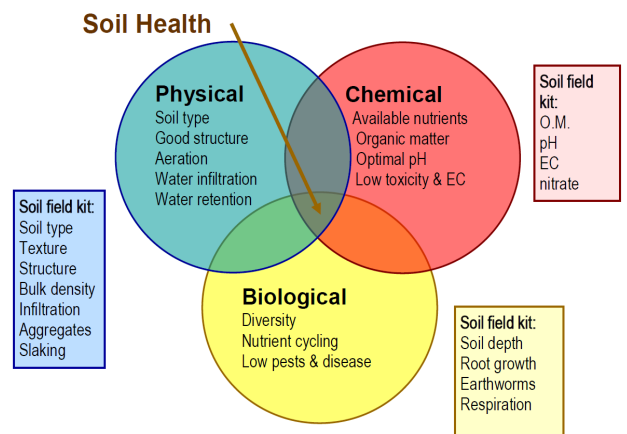 Soil Health
Physical
Soil type
Good structure
Aeration
Water infiltration
Water retention
Chemical
Available nutrients
Organic matter
Optimal pH
Low toxicity & EC
Soil field
kit:
O.M.
pH
EC
nitrate
Soil field kit:
Soil type
Texture
Structure
Bulk density
Infiltration
Aggregates
Slaking
Biological
Diversity
Nutrient cycling
Low pests & disease
Soil field kit:
Soil depth
Root growth
Earthworms
Respiration